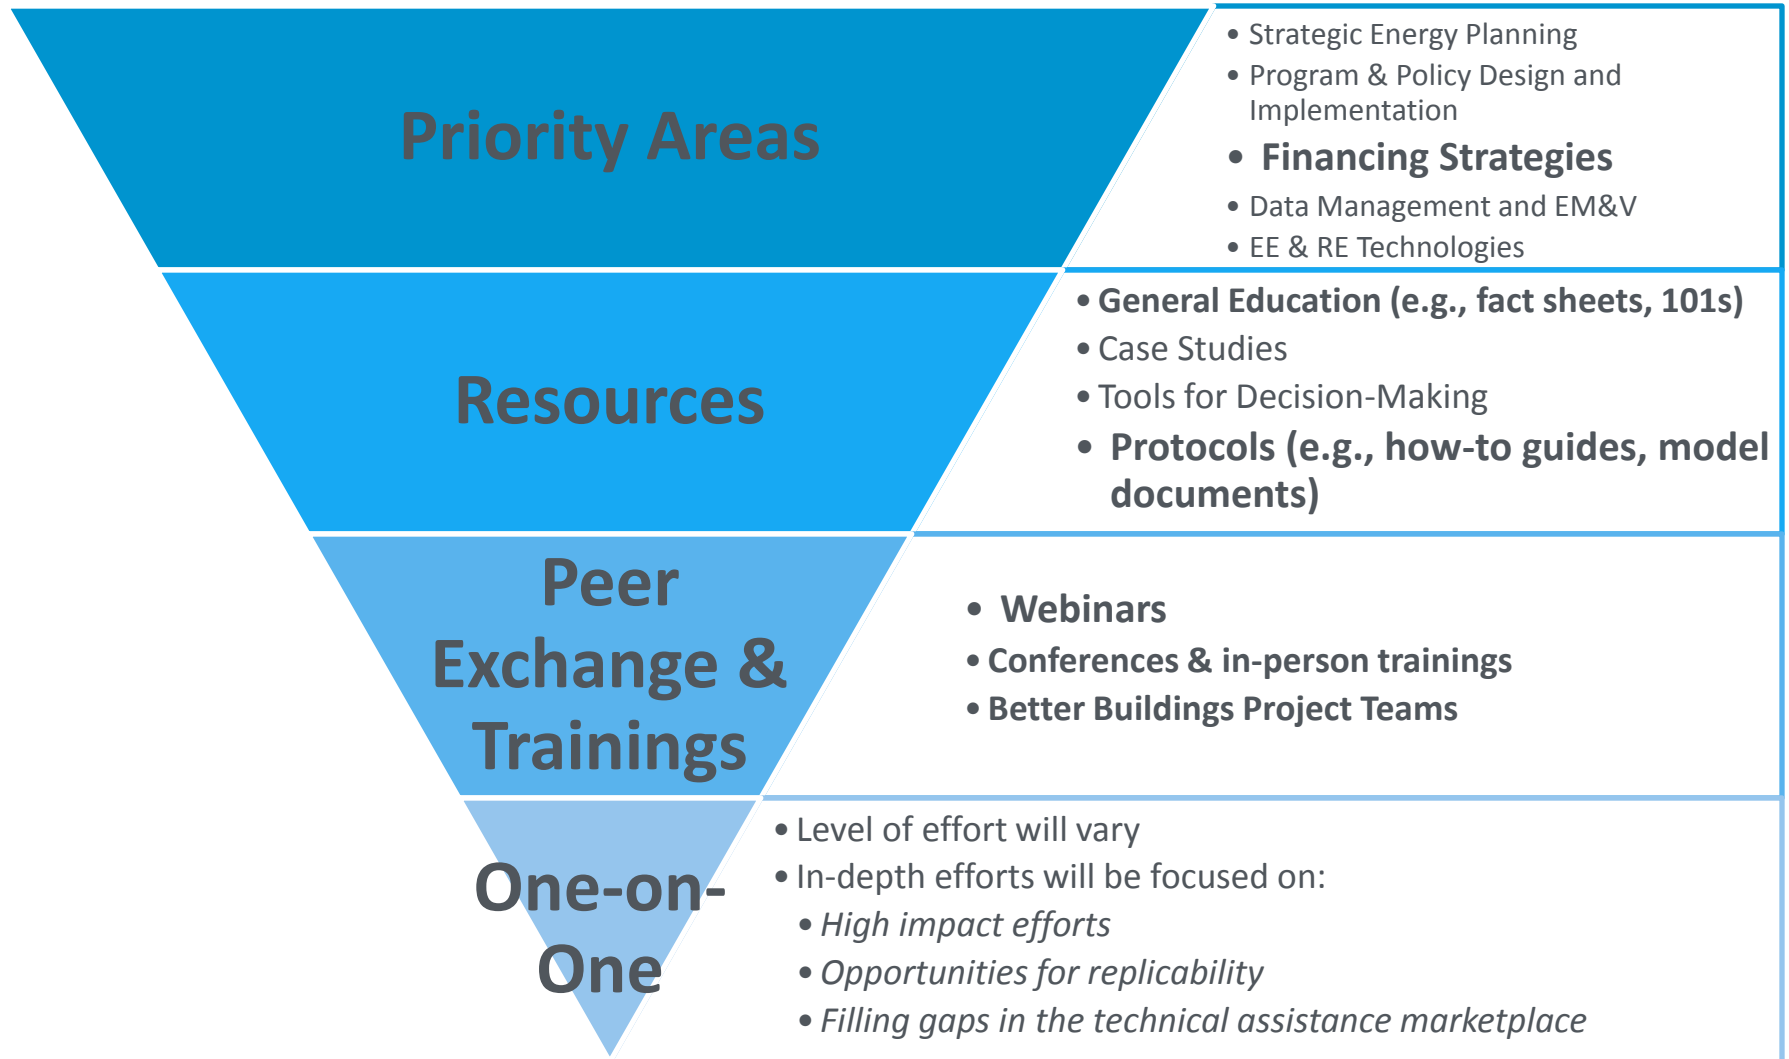 Priority Areas
• Strategic Energy Planning
• Program & Policy Design and
Implementation
• Financing Strategies
• Data Management and EM&V
• EE & RE Technologies
Resources
• General Education (e.g., fact sheets, 101s)
• Case Studies
• Tools for Decision-Making
• Protocols (e.g., how-to guides, model
documents)
Peer
Exchange &
Trainings
• Webinars
• Conferences & in-person trainings
• Better Buildings Project Teams
One-on-
One
• Level of effort will vary
• In-depth efforts will be focused on:
• High impact efforts
• Opportunities for replicability
• Filling gaps in the technical assistance marketplace